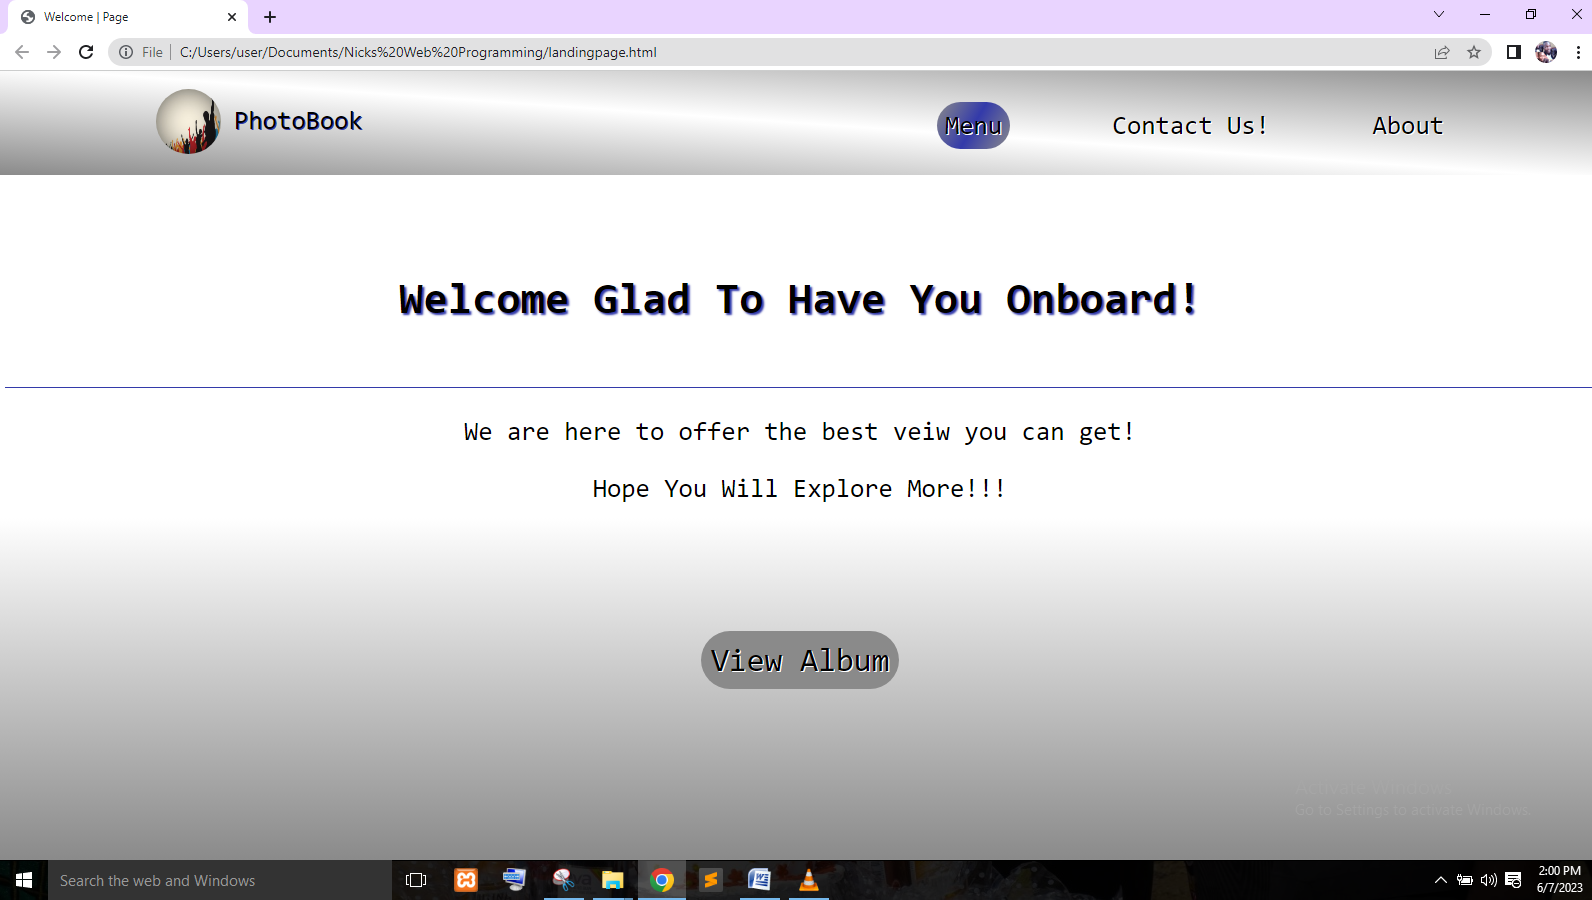 Welcome | Page
File | C:/Users/user/Documents/Nicks%20Web%20Programming/landingpage.html
PhotoBook
Menu
Contact Us!
About
Welcome Glad To Have You Onboard!
We are here to offer the best veiw you can get!
Hope You Will Explore More!!!
View Album
Activate Windows
Go to Settings to activate Windows.
Search the web and Windows
2:00 PM
6/7/2023